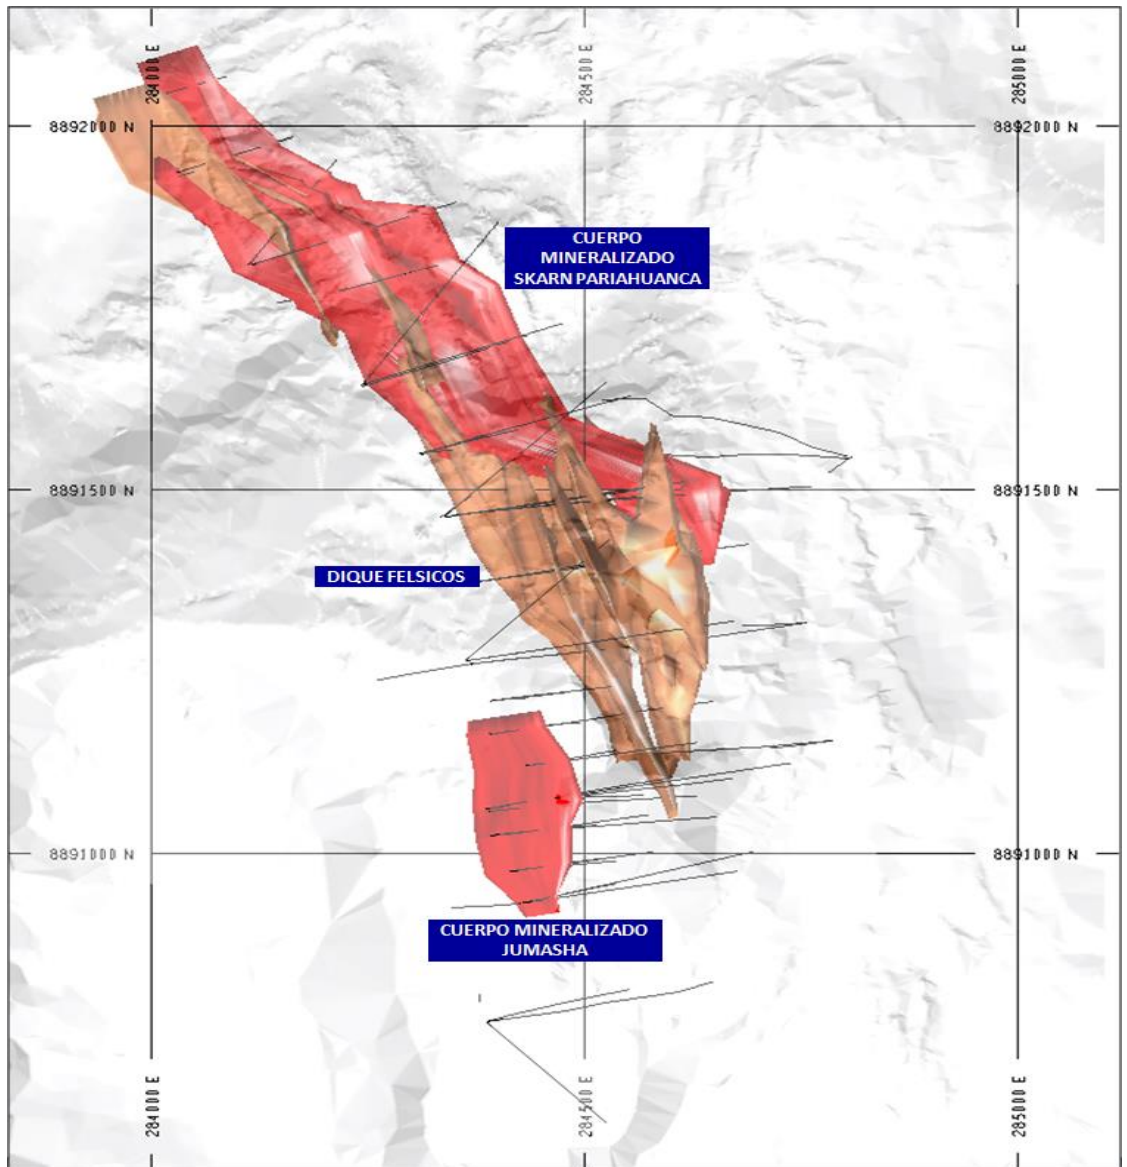 284000 E
284500 E
285000 E
8892000 N
8892000 N
CUERPO
MINERALIZADO
SKARN PARIAHUANCA
8891500 N
8891500 N
DIQUE FELSICOS
8891000 N
8891000 N
CUERPO MINERALIZADO
JUMASHA
284000 E
284500 E
285000 E